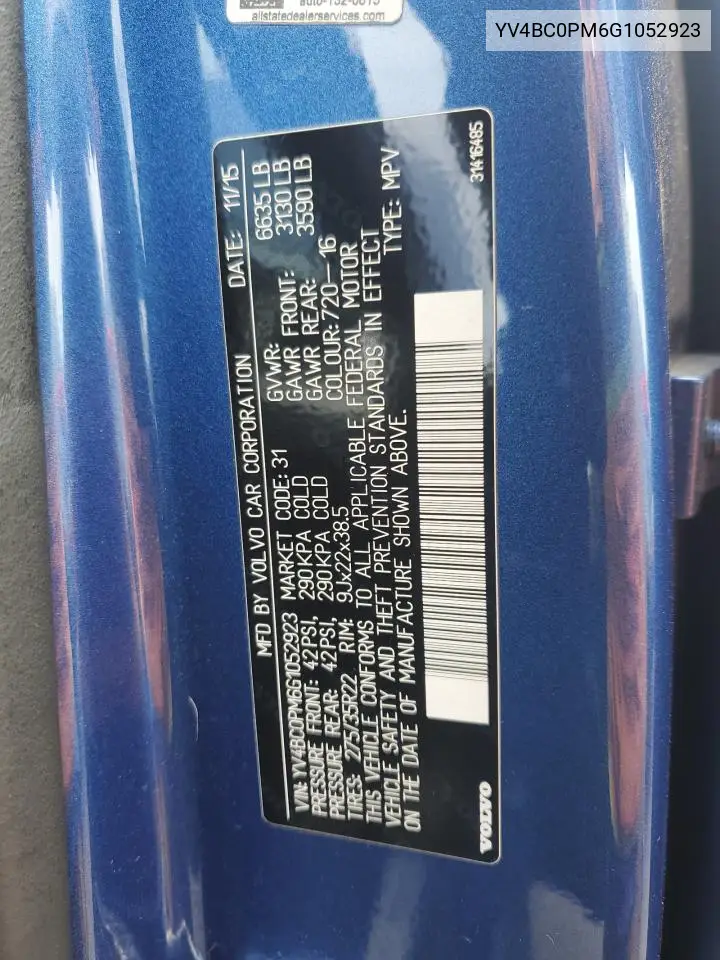 auto-132-0015
allstatedealerservices.com
YV4BC0PM6G1052923
MFD BY VOLVO CAR CORPORATION DATE: 11/15
VIN: YV4BC0PM6G1052923 MARKET CODE: 31 GVWR: 6635 LB
PRESSURE FRONT: 42PSI, 290KPA COLD GAWR FRONT: 3130 LB
PRESSURE REAR: 42PSI, 290KPA COLD GAWR REAR: 3590 LB
TIRES: 275/35R22 RIM: 9Jx22x38.5 COLOUR: 720-16
THIS VEHICLE CONFORMS TO ALL APPLICABLE FEDERAL MOTOR
VEHICLE SAFETY AND THEFT PREVENTION STANDARDS IN EFFECT
ON THE DATE OF MANUFACTURE SHOWN ABOVE. TYPE: MPV
VOLVO 31416485